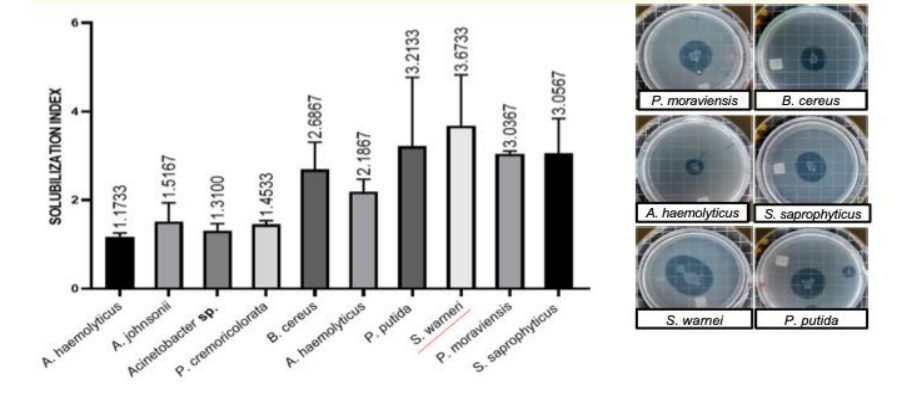 SOLUBILIZATION INDEX
6
4
2
0
1.1733
1.5167
1.3100
1.4533
2.6867
2.1867
3.2133
3.6733
3.0367
3.0567
A. haemolyticus
A. johnsonii
Acinetobacter sp.
P. cremoricolorata
B. cereus
A. haemolyticus
P. putida
S. warneri
P. moraviensis
S. saprophyticus
P. moraviensis
B. cereus
A. haemolyticus
S. saprophyticus
S. warnei
P. putida